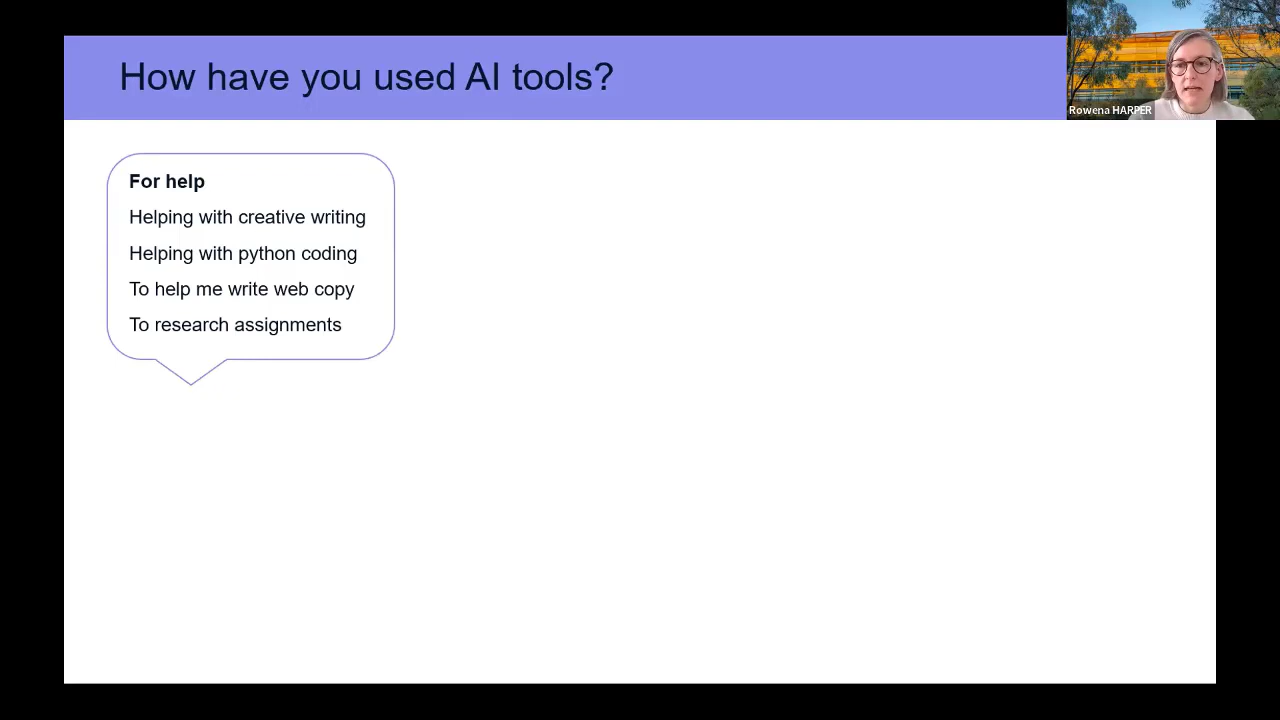 How have you used AI tools?
Rowena HARPER
For help
Helping with creative writing
Helping with python coding
To help me write web copy
To research assignments